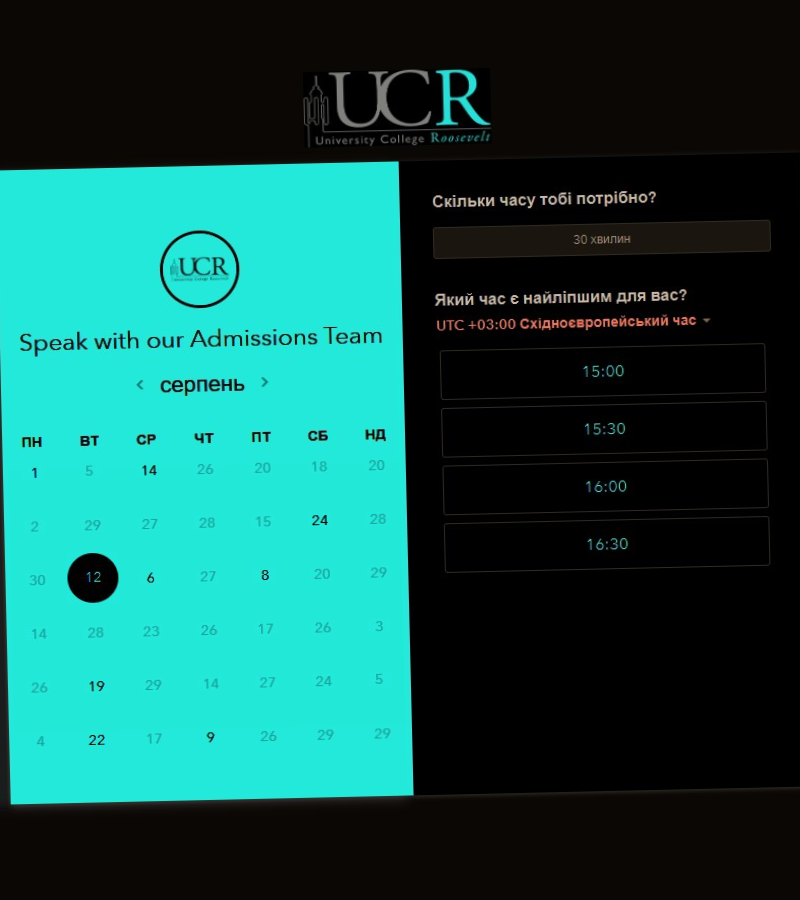 UCR
University College Roosevelt
UCR
University College Roosevelt
Speak with our Admissions Team
серпень
ПН ВТ СР ЧТ ПТ СБ НД
1 5 14 26 20 18 20
2 29 27 28 15 24 28
30 12 6 27 8 20 29
14 28 23 26 17 26 3
26 19 29 14 27 24 5
4 22 17 9 26 29 29
Скільки часу тобі потрібно?
30 хвилин
Який час є найліпшим для вас?
UTC +03:00 Східноєвропейський час
15:00
15:30
16:00
16:30